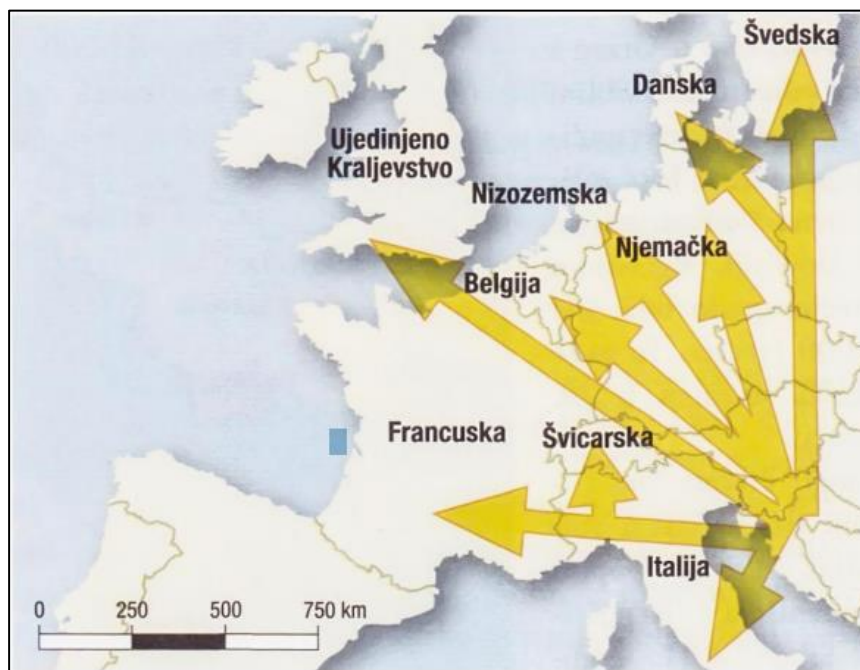 Švedska
Danska
Ujedinjeno
Kraljevstvo
Nizozemska
Njemačka
Belgija
Francuska
Švicarska
Italija
0 250 500 750 km